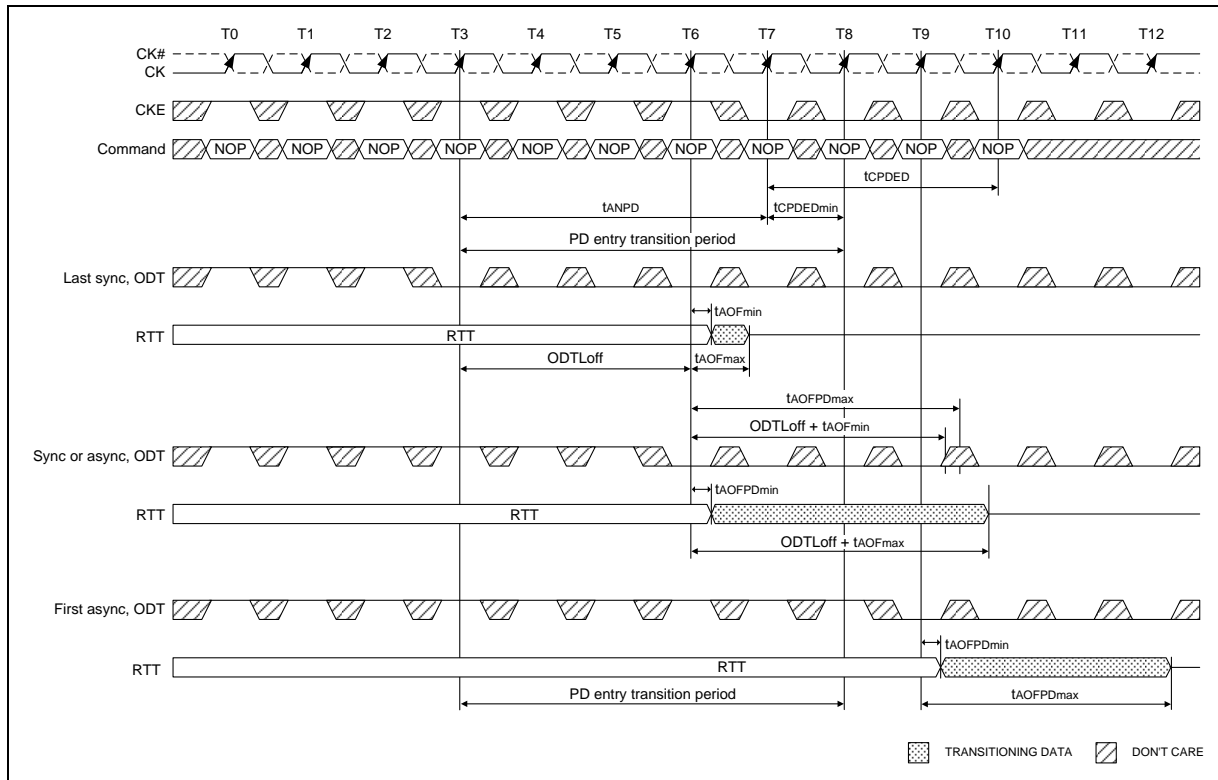 T0 T1 T2 T3 T4 T5 T6 T7 T8 T9 T10 T11 T12
CK#
CK
CKE
Command NOP NOP NOP NOP NOP NOP NOP NOP NOP NOP NOP
tCPDED
tANPD tCPDEDmin
PD entry transition period
Last sync, ODT
tAOFmin
RTT RTT
ODTLoff tAOFmax
tAOFPDmax
ODTLoff + tAOFmin
Sync or async, ODT
tAOFPDmin
RTT RTT
ODTLoff + tAOFmax
First async, ODT
tAOFPDmin
RTT RTT
PD entry transition period tAOFPDmax
TRANSITIONING DATA DON'T CARE